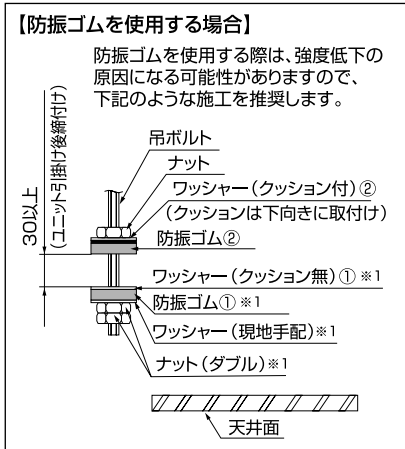 【防振ゴムを使用する場合】
防振ゴムを使用する際は、強度低下の
原因になる可能性がありますので、
下記のような施工を推奨します。
吊ボルト
ナット
ワッシャー(クッション付)②
(クッションは下向きに取付け)
防振ゴム②
30以上
(ユニット引掛け後締付け)
ワッシャー(クッション無)①※1
防振ゴム①※1
ワッシャー(現地手配)※1
ナット(ダブル)※1
天井面